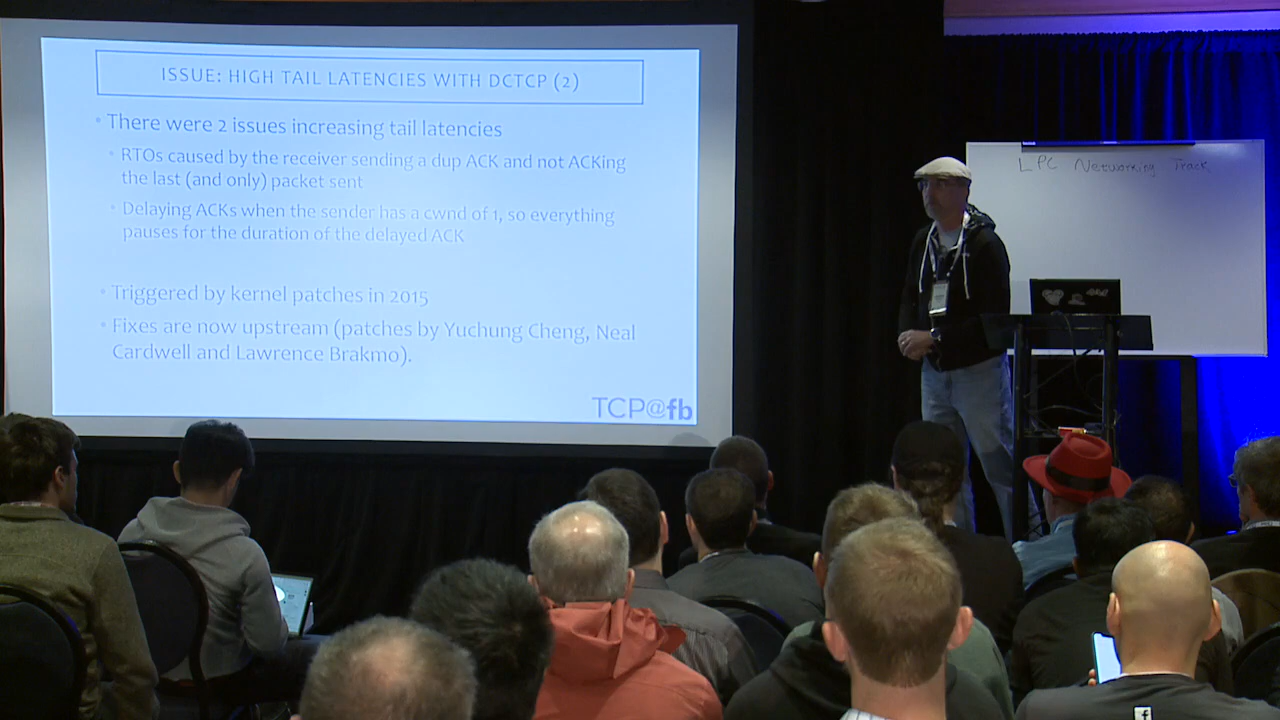 ISSUE: HIGH TAIL LATENCIES WITH DCTCP (2)
• There were 2 issues increasing tail latencies
• RTOs caused by the receiver sending a dup ACK and not ACKing
the last (and only) packet sent
• Delaying ACKs when the sender has a cwnd of 1, so everything
pauses for the duration of the delayed ACK
• Triggered by kernel patches in 2015
• Fixes are now upstream (patches by Yuchung Cheng, Neal
Cardwell and Lawrence Brakmo).
TCP@fb
LPC Networking Track
f